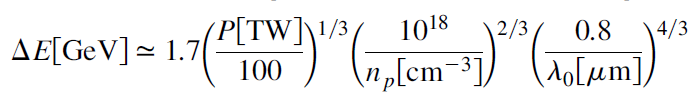 ΔE[GeV] ≃ 1.7(P[TW]/100)^{1/3} (10^{18}/n_p[cm^{-3}])^{2/3} (0.8/λ_0[μm])^{4/3}